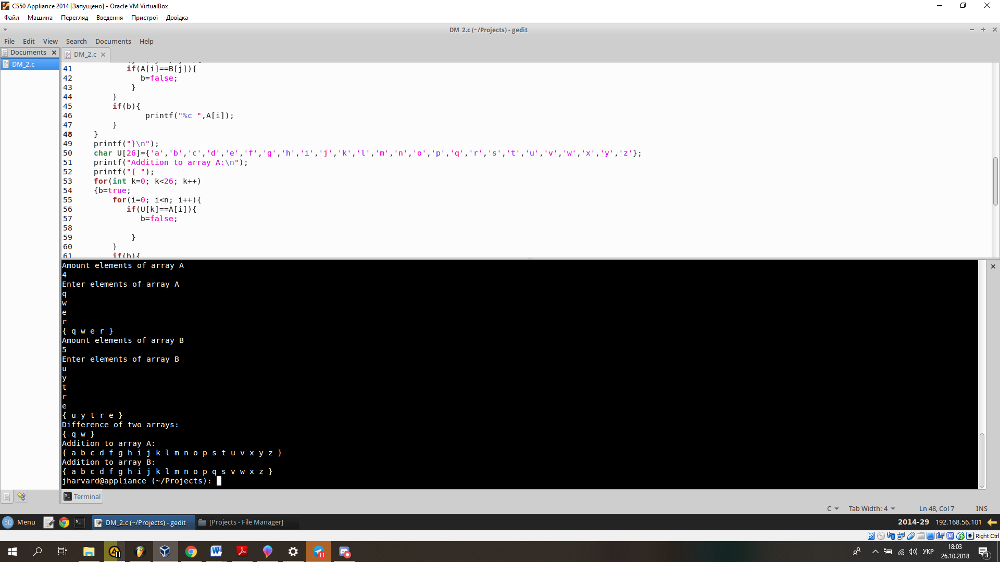 CS50 Appliance 2014 [Запущено] - Oracle VM VirtualBox
Файл Машина Перегляд Введення Пристрої Довідка
DM_2.c (~/Projects) - gedit
File Edit View Search Documents Help
Documents
DM_2.c
DM_2.c
41 if(A[i]==B[j]){
42 b=false;
43 }
44 }
45 if(b){
46 printf("%c ",A[i]);
47 }
48 }
49 printf("}\n");
50 char U[26]={'a','b','c','d','e','f','g','h','i','j','k','l','m','n','o','p','q','r','s','t','u','v','w','x','y','z'};
51 printf("Addition to array A:\n");
52 printf("{ ");
53 for(int k=0; k<26; k++)
54 {b=true;
55 for(i=0; i<n; i++){
56 if(U[k]==A[i]){
57 b=false;
58
59 }
60 }
61 if(b){
Amount elements of array A
4
Enter elements of array A
q
w
e
r
{ q w e r }
Amount elements of array B
5
Enter elements of array B
u
y
t
r
e
{ u y t r e }
Difference of two arrays:
{ q w }
Addition to array A:
{ a b c d f g h i j k l m n o p s t u v x y z }
Addition to array B:
{ a b c d f g h i j k l m n o p q s v w x z }
jharvard@appliance (~/Projects):
Terminal
C Tab Width: 4 Ln 48, Col 7 INS
50 Menu DM_2.c (~/Projects) - gedit [Projects - File Manager] 2014-29 192.168.56.101
Right Ctrl
11
УКР
18:03
26.10.2018
3